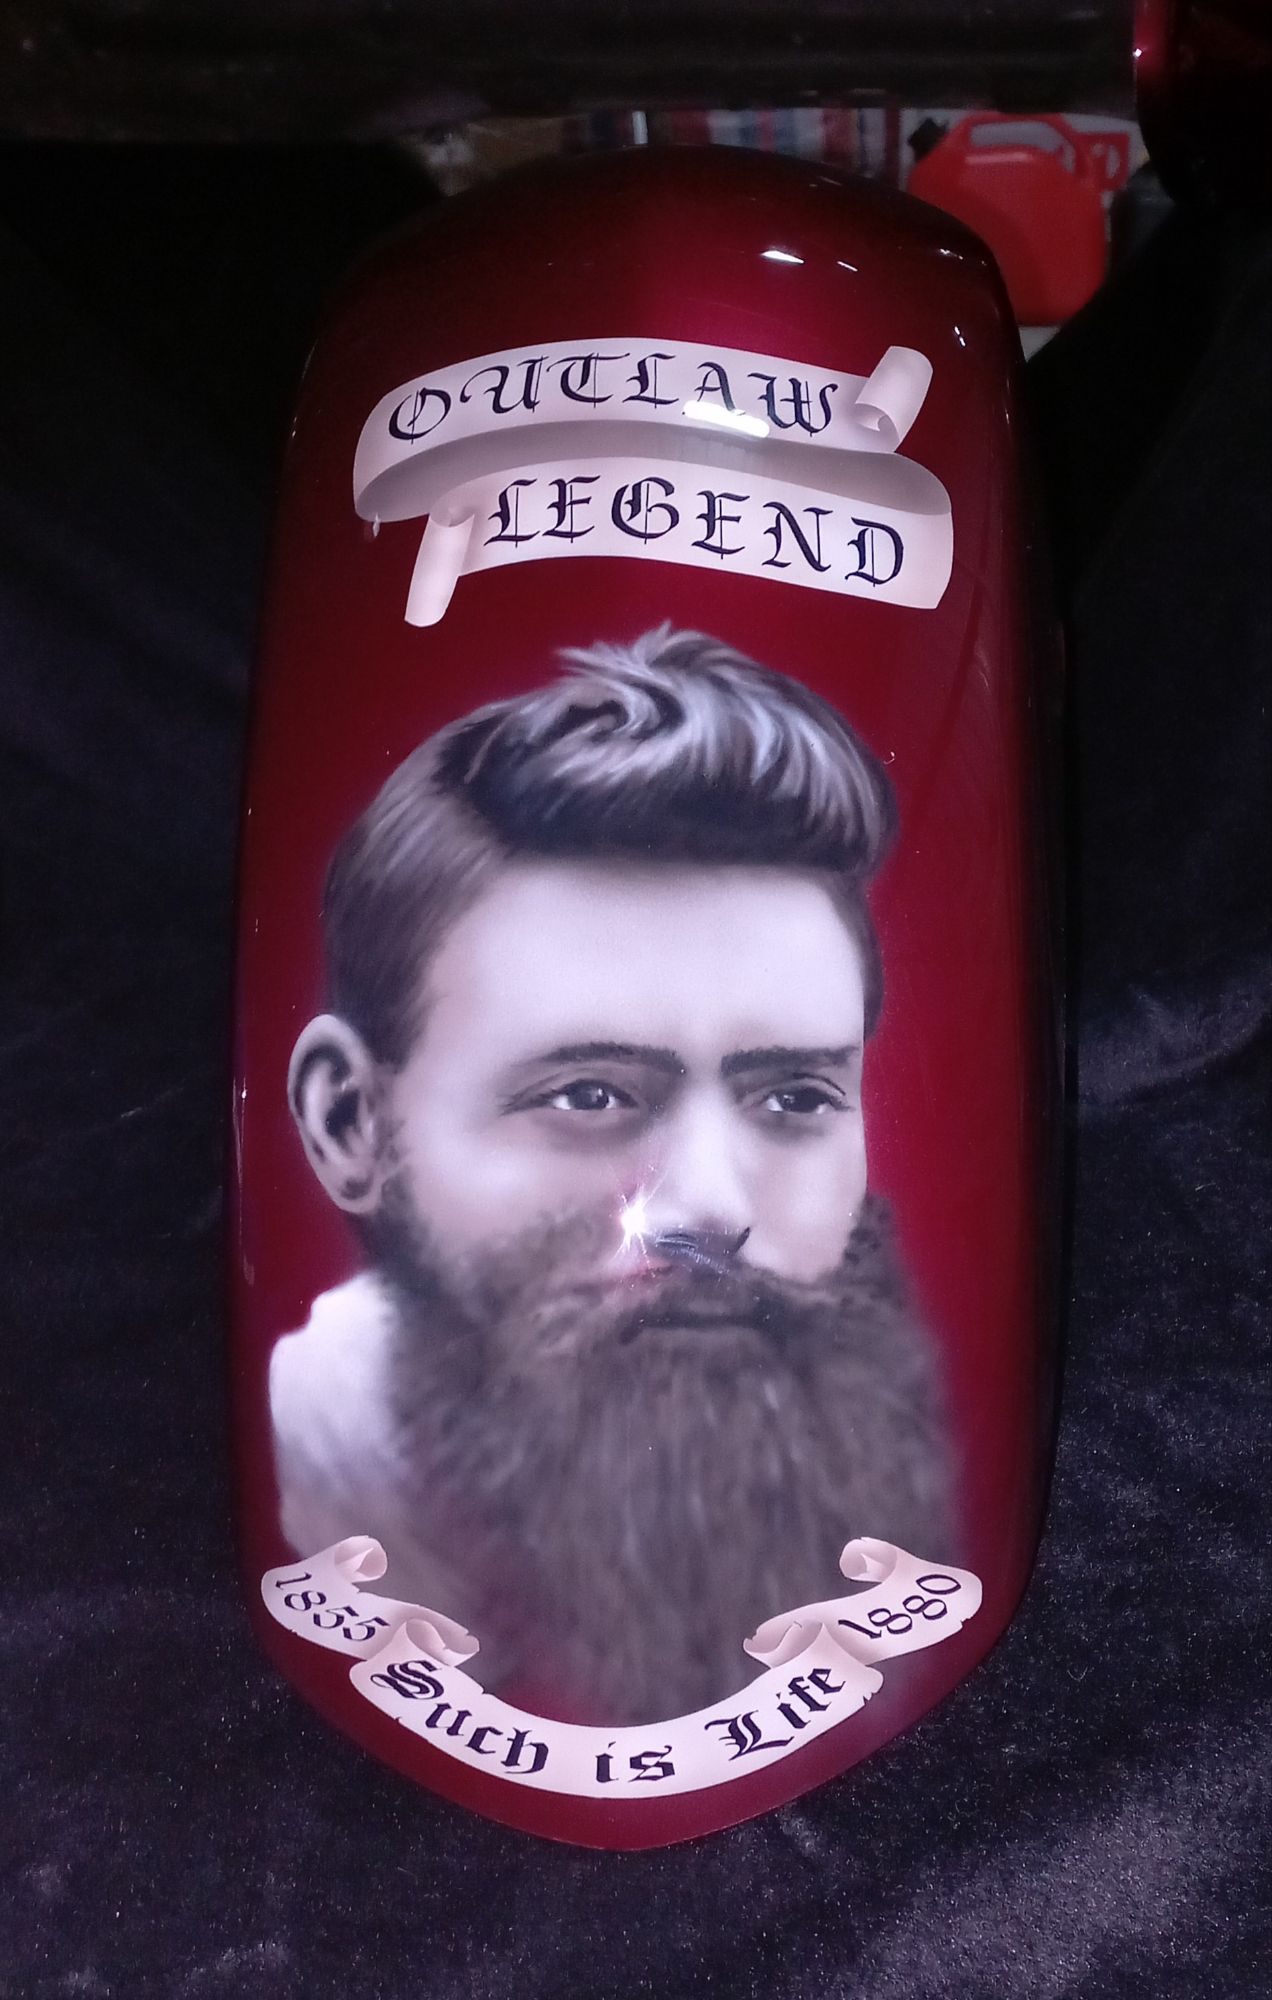 OUTLAW
LEGEND
1855
1880
Such is Life